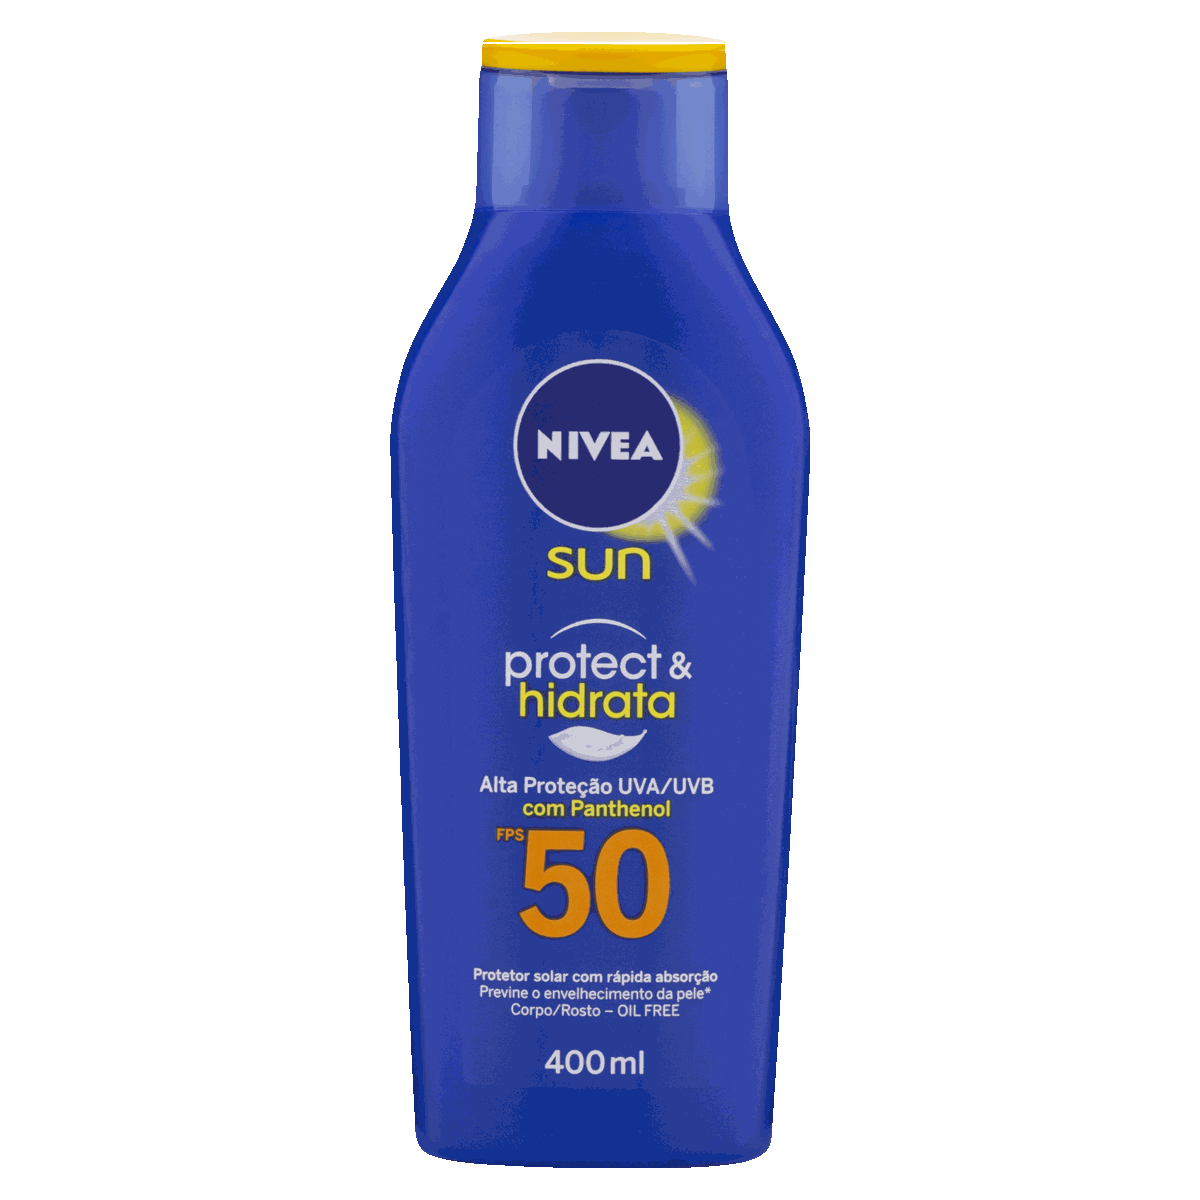 NIVEA
sun
protect &
hidrata
Alta Proteção UVA/UVB
com Panthenol
FPS
50
Protetor solar com rápida absorção
Previne o envelhecimento da pele*
Corpo/Rosto – OIL FREE
400ml